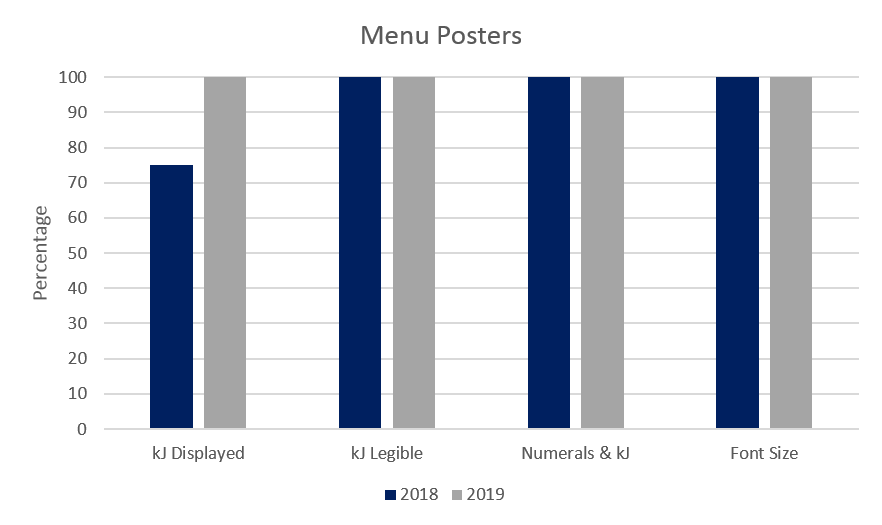 Menu Posters
Percentage
100
90
80
70
60
50
40
30
20
10
0
kJ Displayed
kJ Legible
Numerals & kJ
Font Size
2018
2019